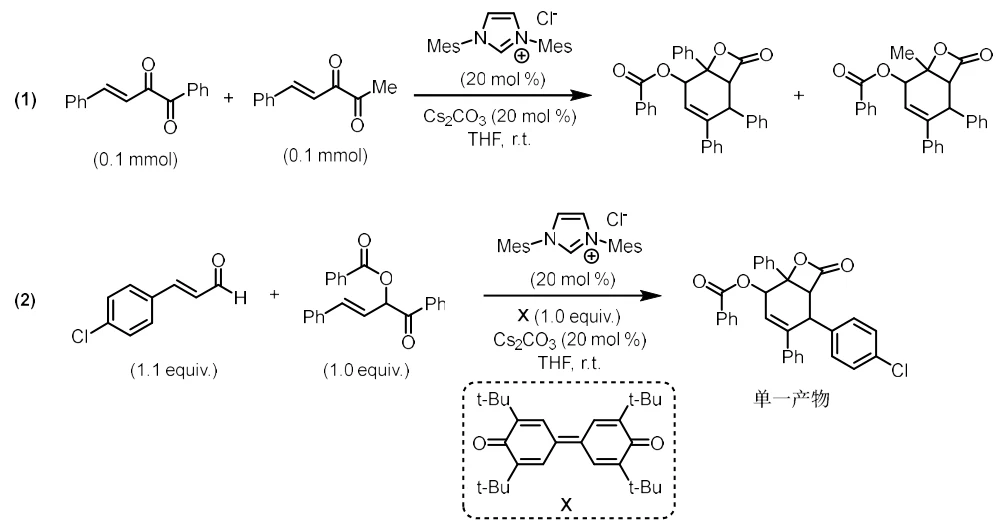 (1)
Ph
O
O
Ph
(0.1 mmol)
+
Ph
O
O
Me
(0.1 mmol)
Cl-
Mes N N Mes
+
(20 mol %)
Cs2CO3 (20 mol %)
THF, r.t.
O
Ph
O
Ph
O
O
Ph
Ph
+
O
Ph
O
Me
O
O
Ph
Ph
(2)
Cl
O
H
(1.1 equiv.)
+
O
Ph
O
Ph
Ph
O
(1.0 equiv.)
Cl-
Mes N N Mes
+
(20 mol %)
X (1.0 equiv.)
Cs2CO3 (20 mol %)
THF, r.t.
O
Ph
O
Ph
O
O
Ph
Cl
单一产物
t-Bu t-Bu
O O
t-Bu t-Bu
X